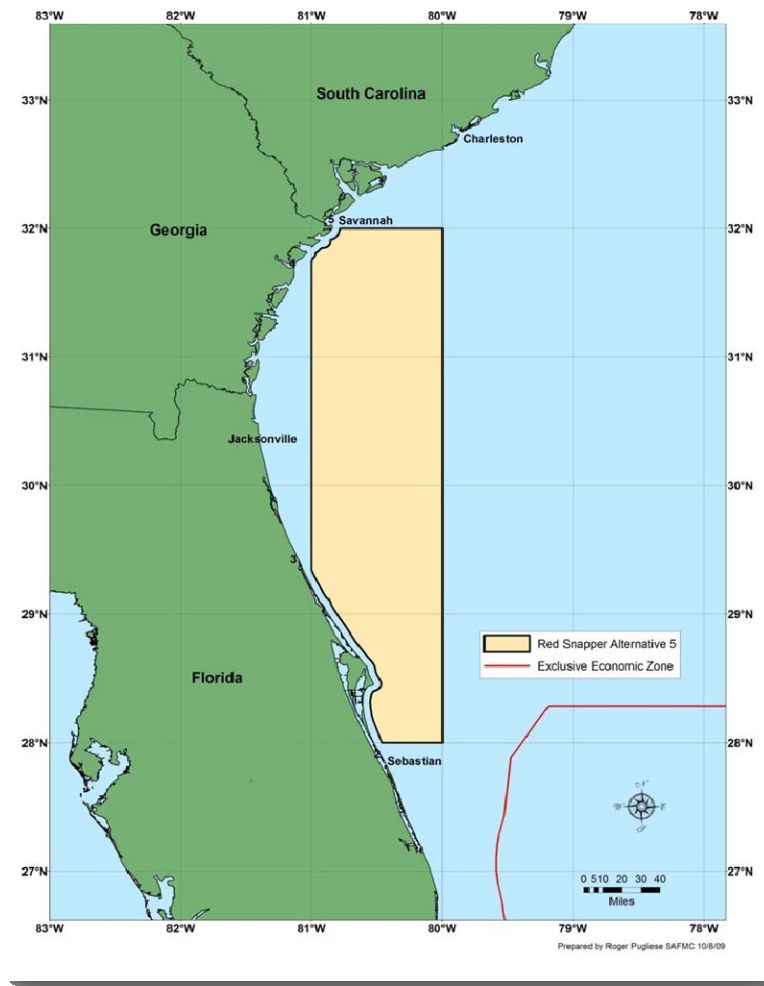 83°W 82°W 81°W 80°W 79°W 78°W
33°N 33°N
South Carolina
Charleston
5 Savannah
32°N 32°N
Georgia
4
31°N 31°N
Jacksonville
30°N 30°N
3
29°N 29°N
Red Snapper Alternative 5
Florida
Exclusive Economic Zone
28°N 28°N
Sebastian
N
W E
S
27°N 27°N
0 5 10 20 30 40
Miles
83°W 82°W 81°W 80°W 79°W 78°W
Prepared by Roger Pugliese SAFMC 10/8/09